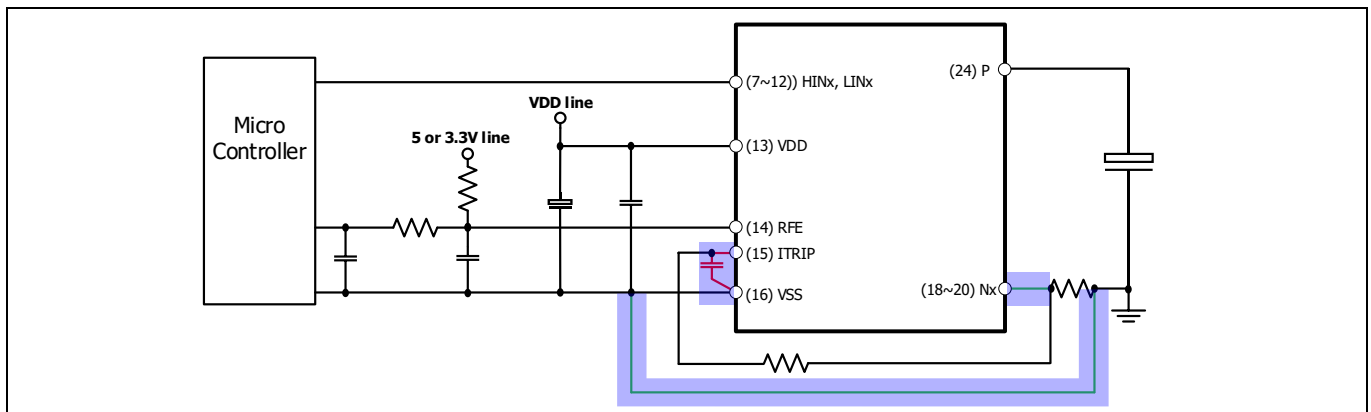 Micro
Controller
5 or 3.3V line
VDD line
(7~12)) HINx, LINx
(13) VDD
(14) RFE
(15) ITRIP
(16) VSS
(24) P
(18~20) Nx